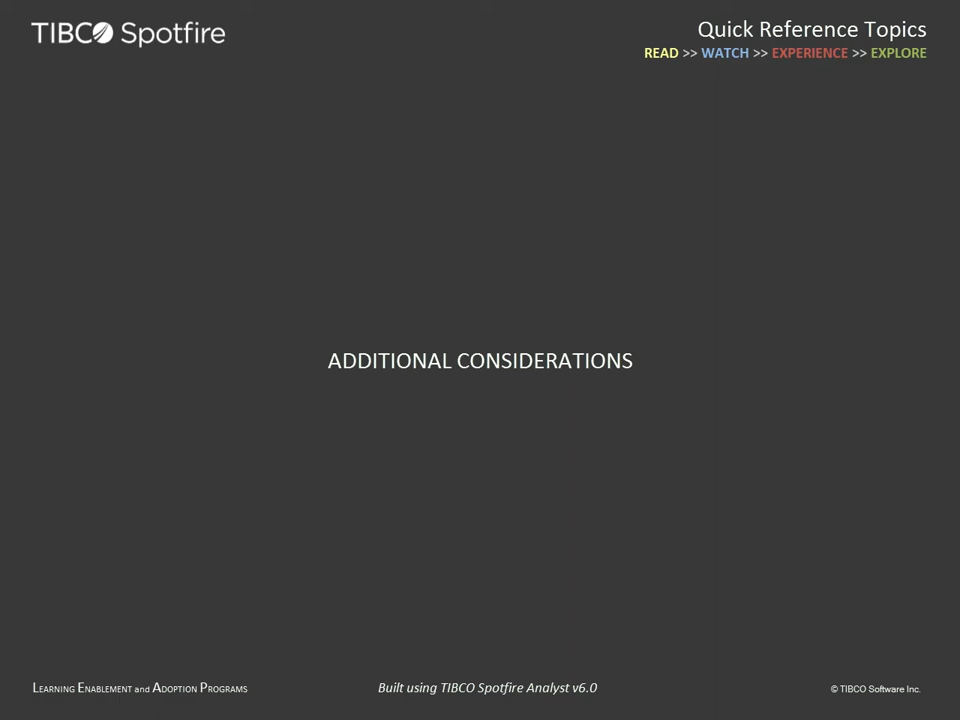 TIBCO Spotfire
Quick Reference Topics
READ >> WATCH >> EXPERIENCE >> EXPLORE
ADDITIONAL CONSIDERATIONS
LEARNING ENABLEMENT and ADOPTION PROGRAMS
Built using TIBCO Spotfire Analyst v6.0
© TIBCO Software Inc.